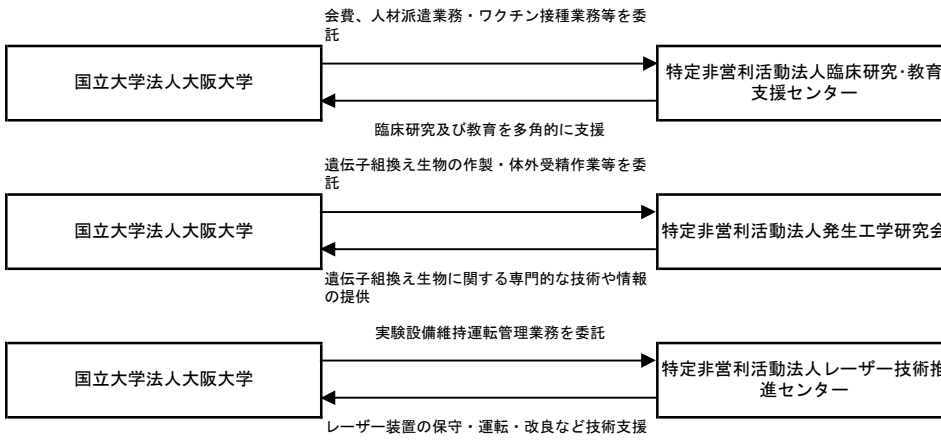 会費、人材派遣業務・ワクチン接種業務等を委
託
国立大学法人大阪大学
特定非営利活動法人臨床研究・教育
支援センター
臨床研究及び教育を多角的に支援
遺伝子組換え生物の作製・体外受精作業等を委
託
国立大学法人大阪大学
特定非営利活動法人発生工学研究会
遺伝子組換え生物に関する専門的な技術や情報
の提供
実験設備維持運転管理業務を委託
国立大学法人大阪大学
特定非営利活動法人レーザー技術推
進センター
レーザー装置の保守・運転・改良など技術支援